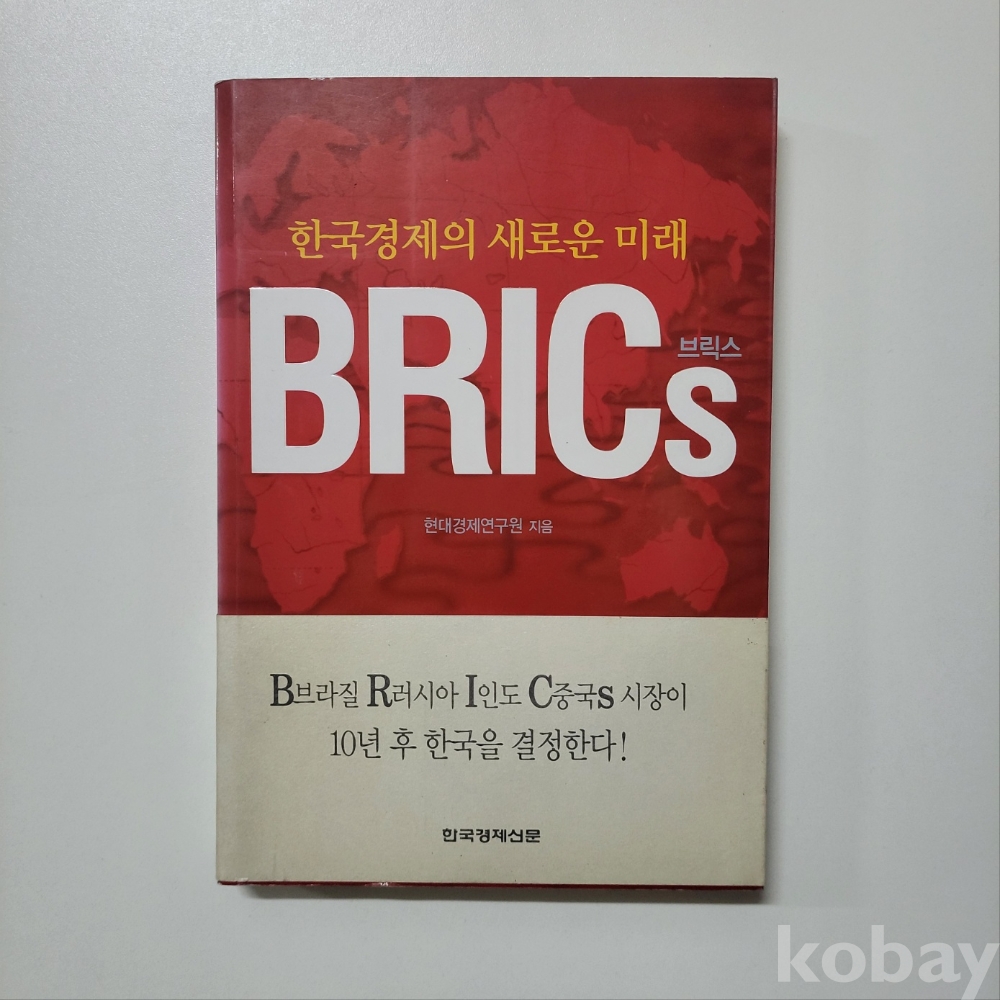 한국경제의 새로운 미래
BRICs
브릭스
현대경제연구원 지음
B브라질 R러시아 I인도 C중국s 시장이
10년 후 한국을 결정한다!
한국경제신문
kobay